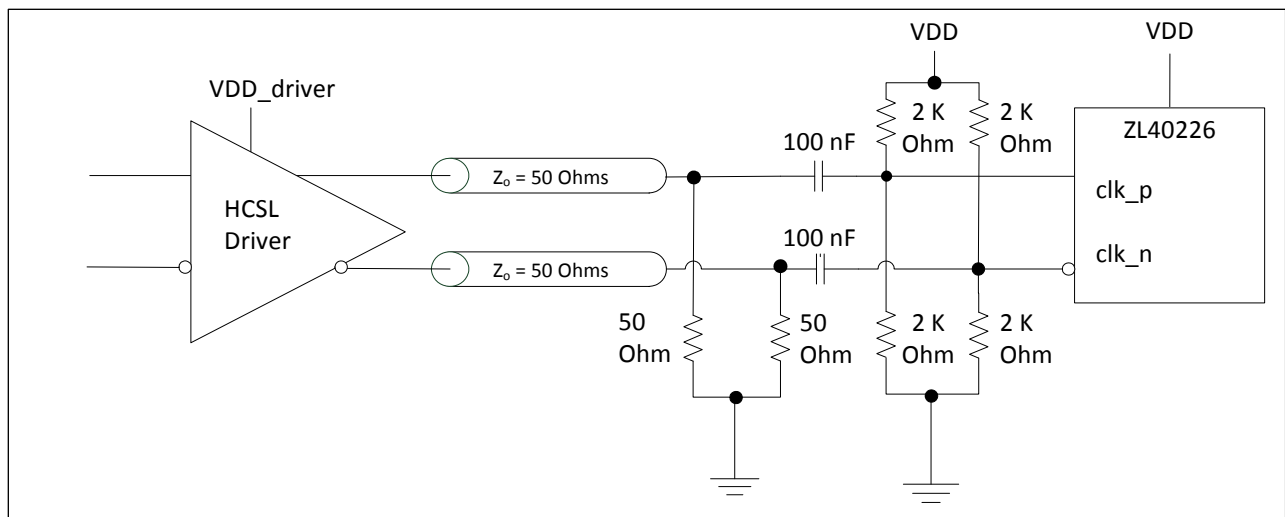 VDD
VDD
VDD_driver
2 K
Ohm
2 K
Ohm
ZL40226
100 nF
Zo = 50 Ohms
clk_p
HCSL
Driver
100 nF
clk_n
Zo = 50 Ohms
50
Ohm
50
Ohm
2 K
Ohm
2 K
Ohm